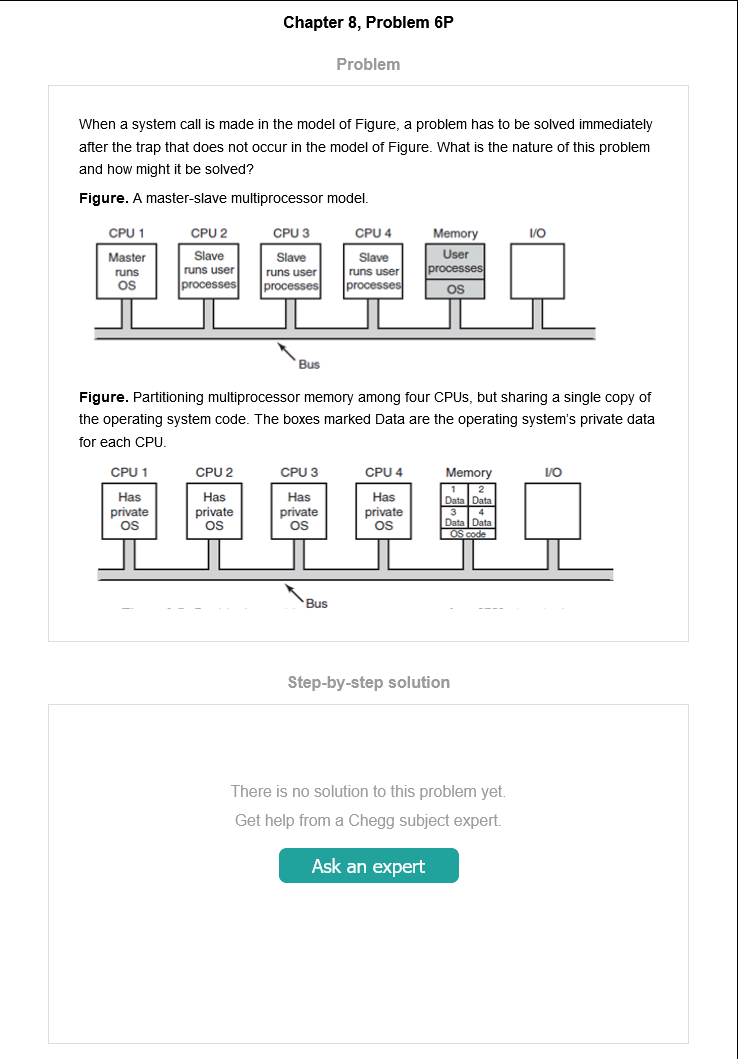 Chapter 8, Problem 6P
Problem
When a system call is made in the model of Figure, a problem has to be solved immediately
after the trap that does not occur in the model of Figure. What is the nature of this problem
and how might it be solved?
Figure. A master-slave multiprocessor model.
CPU 1 CPU 2 CPU 3 CPU 4 Memory I/O
Master runs OS
Slave runs user processes
Slave runs user processes
Slave runs user processes
User processes
OS
Bus
Figure. Partitioning multiprocessor memory among four CPUs, but sharing a single copy of
the operating system code. The boxes marked Data are the operating system's private data
for each CPU.
CPU 1 CPU 2 CPU 3 CPU 4 Memory I/O
Has private OS
Has private OS
Has private OS
Has private OS
1 2
Data Data
3 4
Data Data
OS code
Bus
Step-by-step solution
There is no solution to this problem yet.
Get help from a Chegg subject expert.
Ask an expert